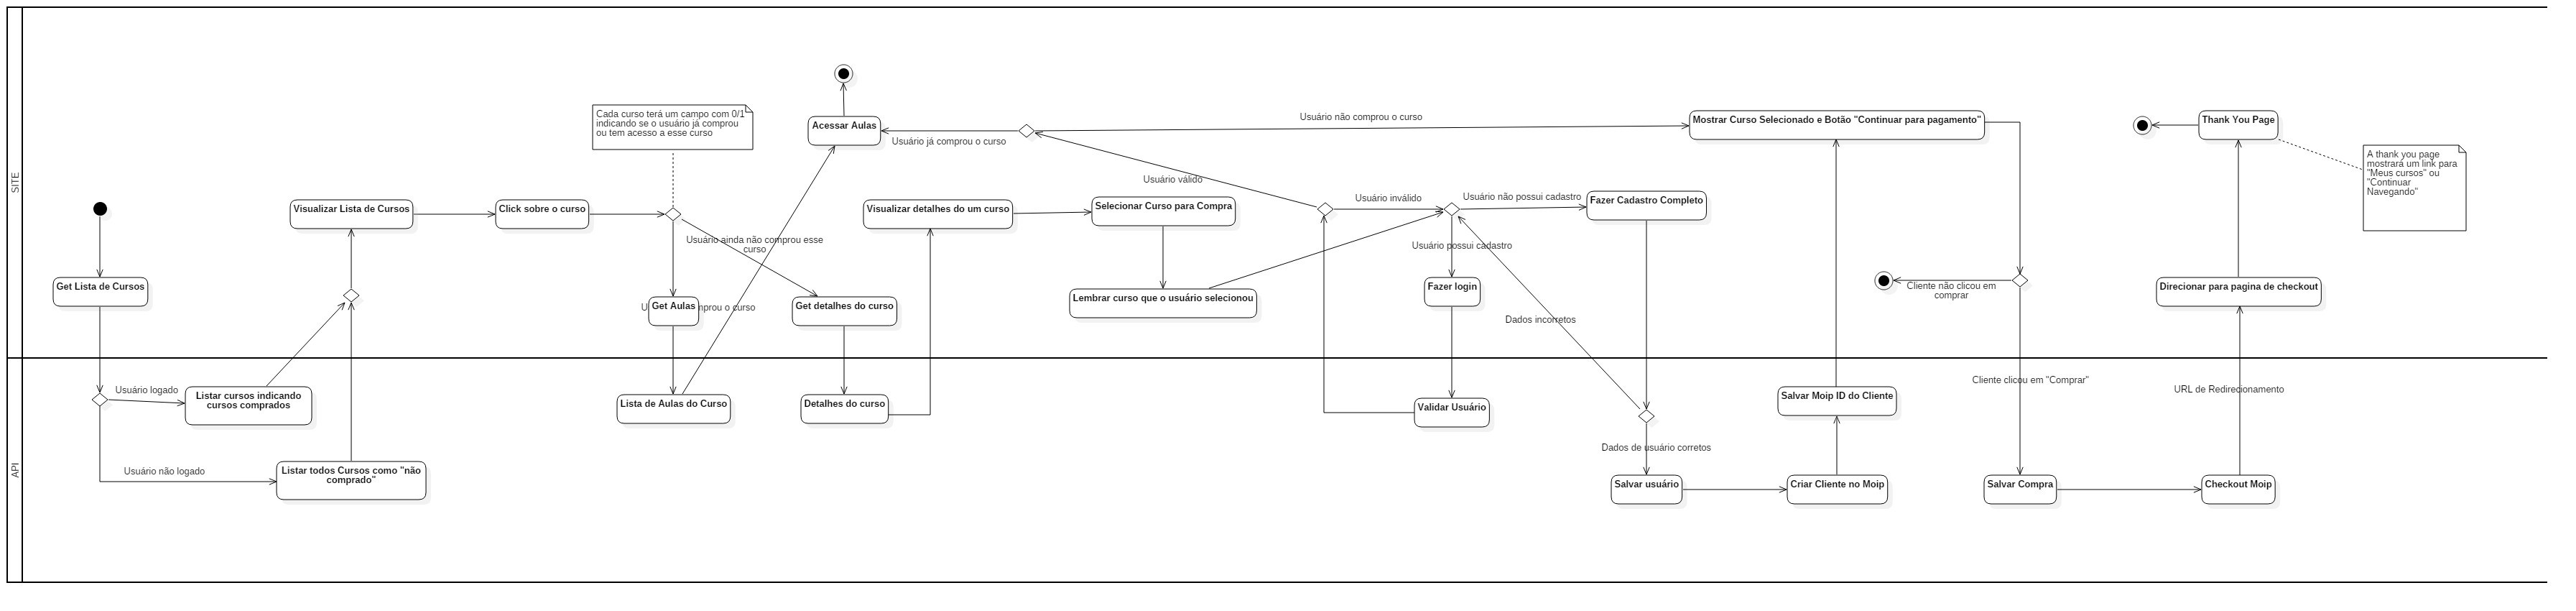 SITE
API
Get Lista de Cursos
Usuário logado
Usuário não logado
Listar cursos indicando
cursos comprados
Listar todos Cursos como "não
comprado"
Visualizar Lista de Cursos
Click sobre o curso
Cada curso terá um campo com 0/1
indicando se o usuário já comprou
ou tem acesso a esse curso
Usuário ainda não comprou esse
curso
Get Aulas
comprou o curso
Lista de Aulas do Curso
Get detalhes do curso
Detalhes do curso
Acessar Aulas
Usuário já comprou o curso
Visualizar detalhes do um curso
Selecionar Curso para Compra
Lembrar curso que o usuário selecionou
Usuário válido
Usuário não comprou o curso
Usuário inválido
Usuário não possui cadastro
Usuário possui cadastro
Fazer login
Validar Usuário
Fazer Cadastro Completo
Dados incorretos
Dados de usuário corretos
Salvar usuário
Criar Cliente no Moip
Salvar Moip ID do Cliente
Mostrar Curso Selecionado e Botão "Continuar para pagamento"
Cliente não clicou em
comprar
Cliente clicou em "Comprar"
Salvar Compra
Checkout Moip
URL de Redirecionamento
Direcionar para pagina de checkout
Thank You Page
A thank you page
mostrará um link para
"Meus cursos" ou
"Continuar
Navegando"